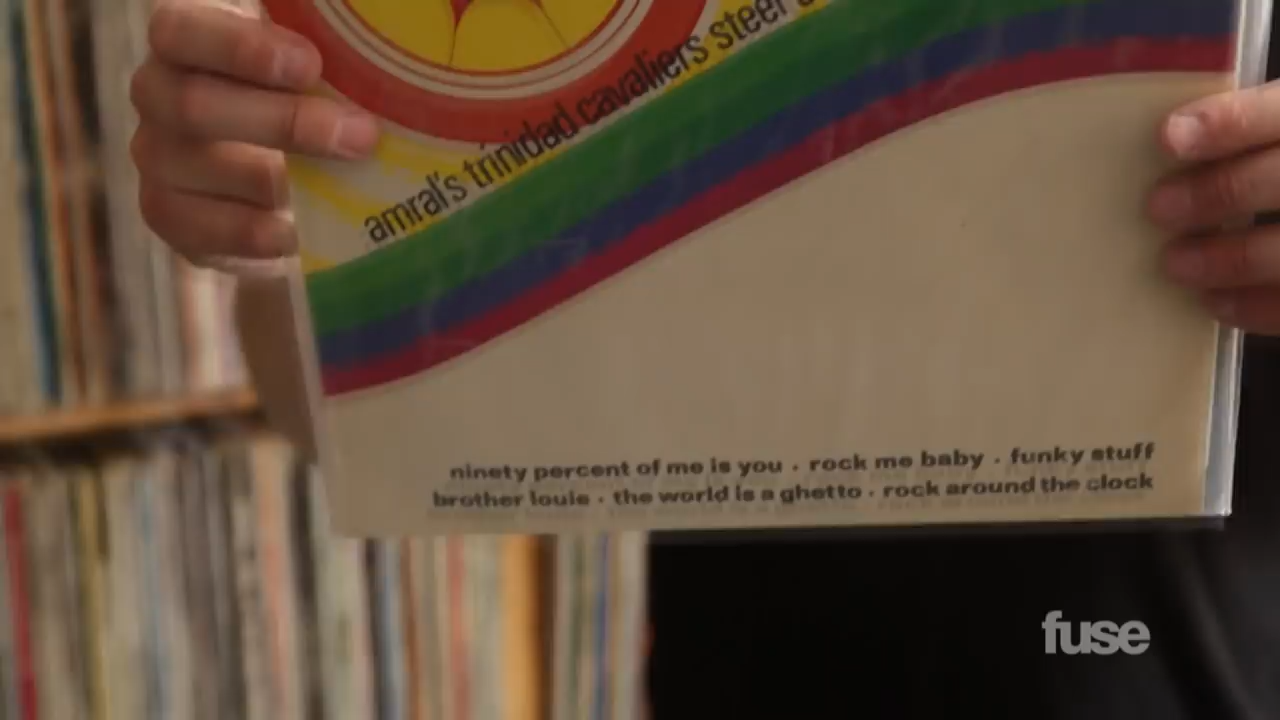 amral's trinidad cavaliers steel
ninety percent of me is you · rock me baby · funky stuff
brother louie · the world is a ghetto · rock around the clock
fuse